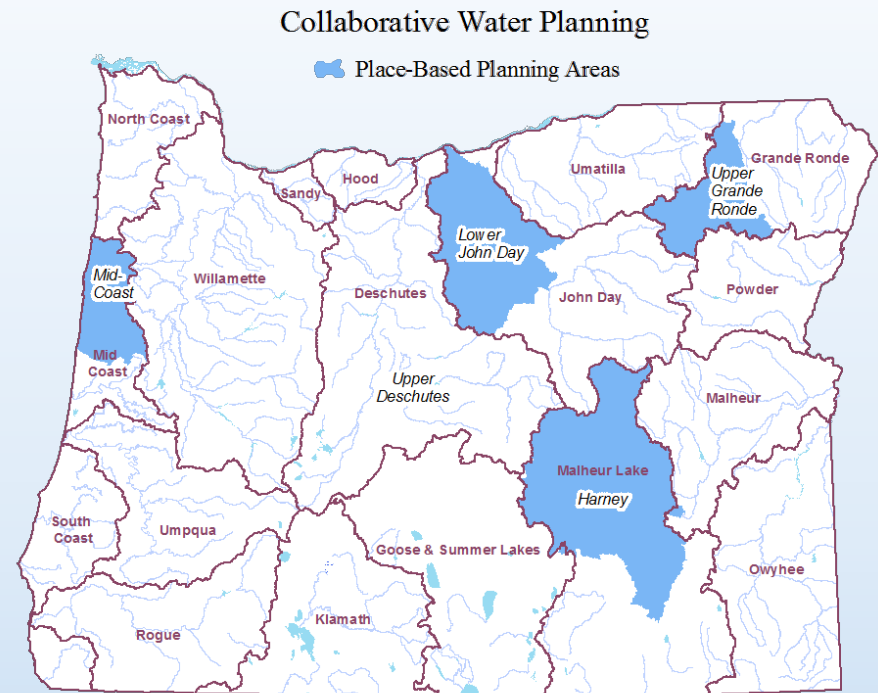 Collaborative Water Planning
Place-Based Planning Areas
North Coast
Sandy
Hood
Umatilla
Grande Ronde
Upper
Grande
Ronde
Lower
John Day
Mid-
Coast
Willamette
Deschutes
John Day
Powder
Mid
Coast
Upper
Deschutes
Malheur
Malheur Lake
Harney
South
Coast
Umpqua
Goose & Summer Lakes
Owyhee
Klamath
Rogue